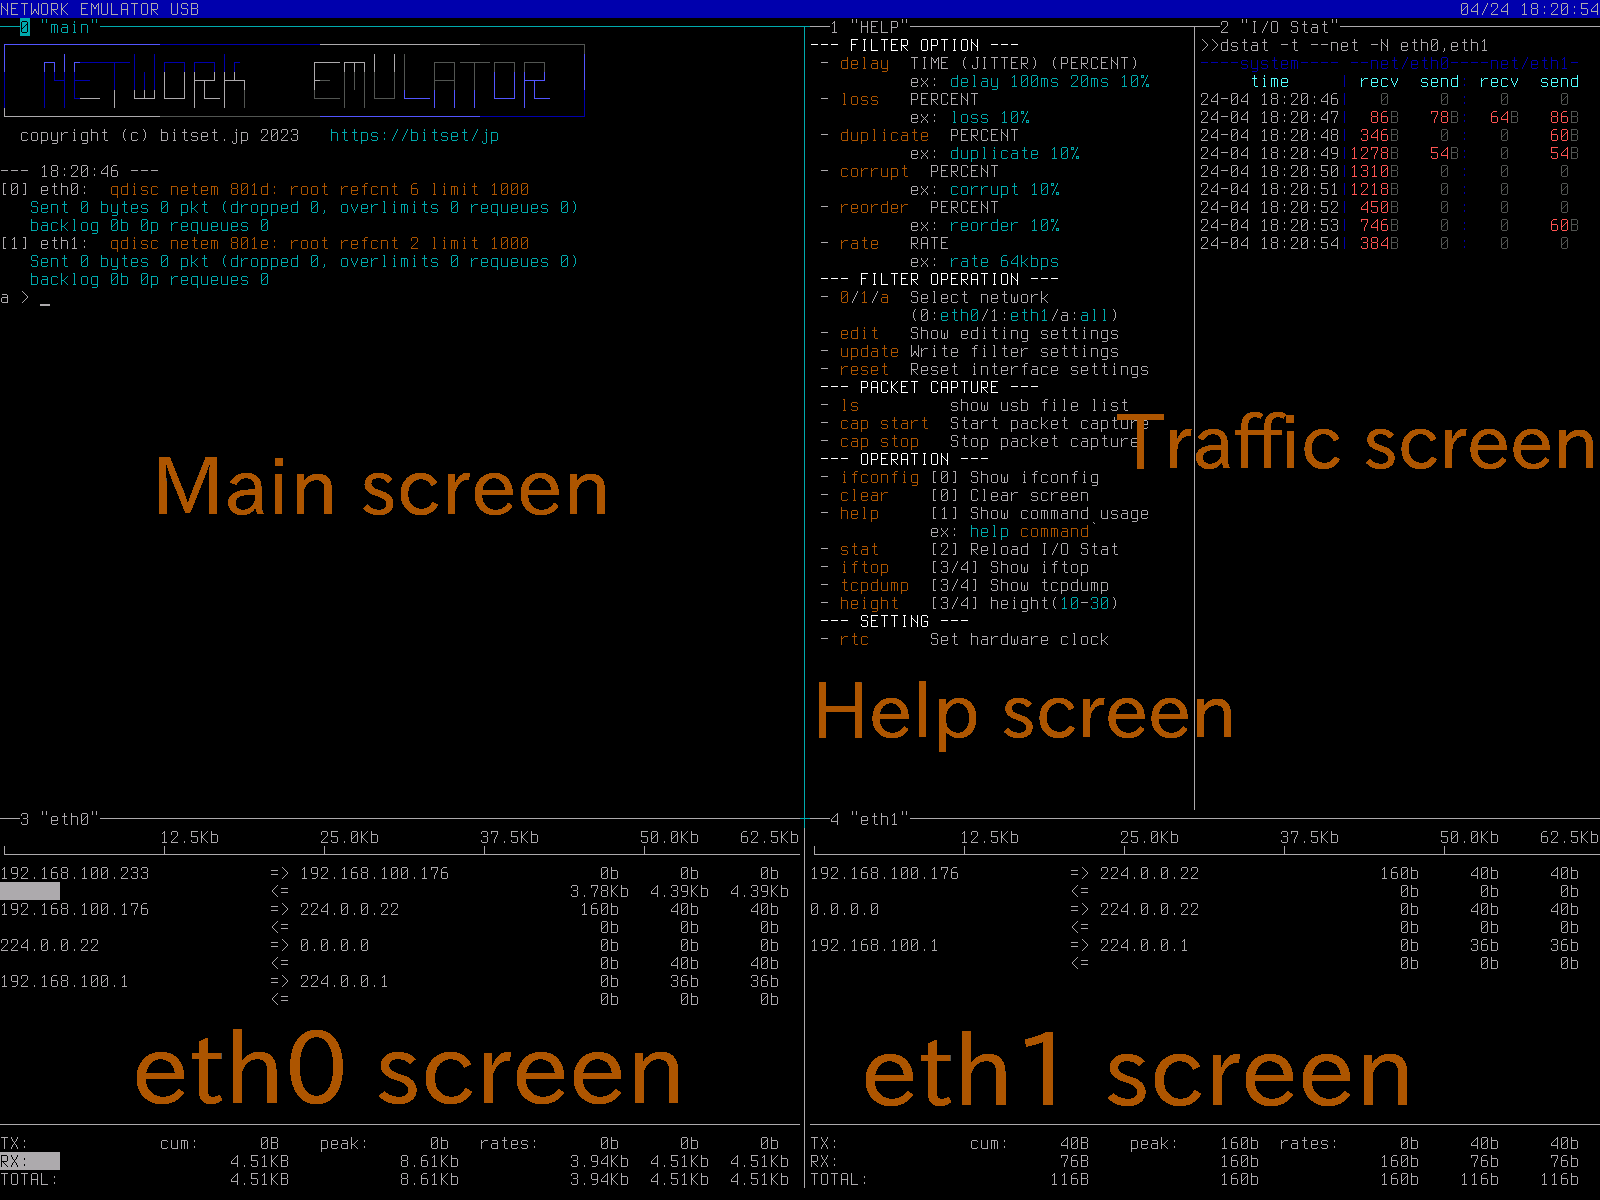 NETWORK EMULATOR USB 04/24 18:20:54
0 "main"
NETWORK EMULATOR
copyright (c) bitset.jp 2023 https://bitset/jp
--- 18:20:46 ---
[0] eth0: qdisc netem 801d: root refcnt 6 limit 1000
Sent 0 bytes 0 pkt (dropped 0, overlimits 0 requeues 0)
backlog 0b 0p requeues 0
[1] eth1: qdisc netem 801e: root refcnt 2 limit 1000
Sent 0 bytes 0 pkt (dropped 0, overlimits 0 requeues 0)
backlog 0b 0p requeues 0
a > _
Main screen
1 "HELP"
--- FILTER OPTION ---
- delay TIME (JITTER) (PERCENT)
ex: delay 100ms 20ms 10%
- loss PERCENT
ex: loss 10%
- duplicate PERCENT
ex: duplicate 10%
- corrupt PERCENT
ex: corrupt 10%
- reorder PERCENT
ex: reorder 10%
- rate RATE
ex: rate 64kbps
--- FILTER OPERATION ---
- 0/1/a Select network
(0:eth0/1:eth1/a:all)
- edit Show editing settings
- update Write filter settings
- reset Reset interface settings
--- PACKET CAPTURE ---
- ls show usb file list
- cap start Start packet capture
- cap stop Stop packet capture
--- OPERATION ---
- ifconfig [0] Show ifconfig
- clear [0] Clear screen
- help [1] Show command usage
ex: help command`
- stat [2] Reload I/O Stat
- iftop [3/4] Show iftop
- tcpdump [3/4] Show tcpdump
- height [3/4] height(10-30)
--- SETTING ---
- rtc Set hardware clock
Help screen
2 "I/O Stat"
>>dstat -t --net -N eth0,eth1
----system---- --net/eth0----net/eth1-
time | recv send: recv send
24-04 18:20:46| 0 0 : 0 0
24-04 18:20:47| 86B 78B: 64B 86B
24-04 18:20:48| 346B 0 : 0 60B
24-04 18:20:49|1278B 54B: 0 54B
24-04 18:20:50|1310B 0 : 0 0
24-04 18:20:51|1218B 0 : 0 0
24-04 18:20:52| 450B 0 : 0 0
24-04 18:20:53| 746B 0 : 0 60B
24-04 18:20:54| 384B 0 : 0 0
Traffic screen
3 "eth0"
12.5Kb 25.0Kb 37.5Kb 50.0Kb 62.5Kb
192.168.100.233 => 192.168.100.176 0b 0b 0b
<= 3.78Kb 4.39Kb 4.39Kb
192.168.100.176 => 224.0.0.22 160b 40b 40b
<= 0b 0b 0b
224.0.0.22 => 0.0.0.0 0b 0b 0b
<= 0b 40b 40b
192.168.100.1 => 224.0.0.1 0b 36b 36b
<= 0b 0b 0b
eth0 screen
TX: cum: 0B peak: 0b rates: 0b 0b 0b
RX: 4.51KB 8.61Kb 3.94Kb 4.51Kb 4.51Kb
TOTAL: 4.51KB 8.61Kb 3.94Kb 4.51Kb 4.51Kb
4 "eth1"
12.5Kb 25.0Kb 37.5Kb 50.0Kb 62.5Kb
192.168.100.176 => 224.0.0.22 160b 40b 40b
<= 0b 0b 0b
0.0.0.0 => 224.0.0.22 0b 40b 40b
<= 0b 0b 0b
192.168.100.1 => 224.0.0.1 0b 36b 36b
<= 0b 0b 0b
eth1 screen
TX: cum: 40B peak: 160b rates: 0b 40b 40b
RX: 76B 160b 160b 76b 76b
TOTAL: 116B 160b 160b 116b 116b